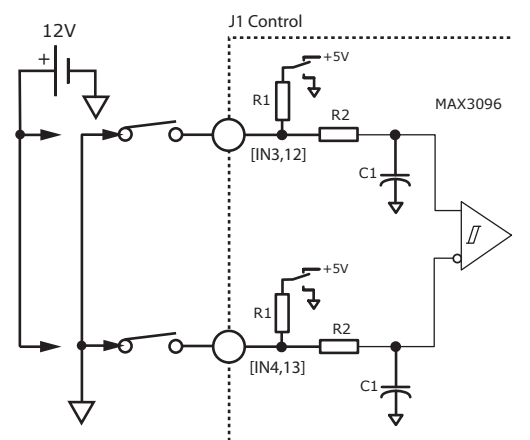 J1 Control
12V
+
+5V
R1
MAX3096
R2
[IN3,12]
C1
+5V
R1
R2
[IN4,13]
C1